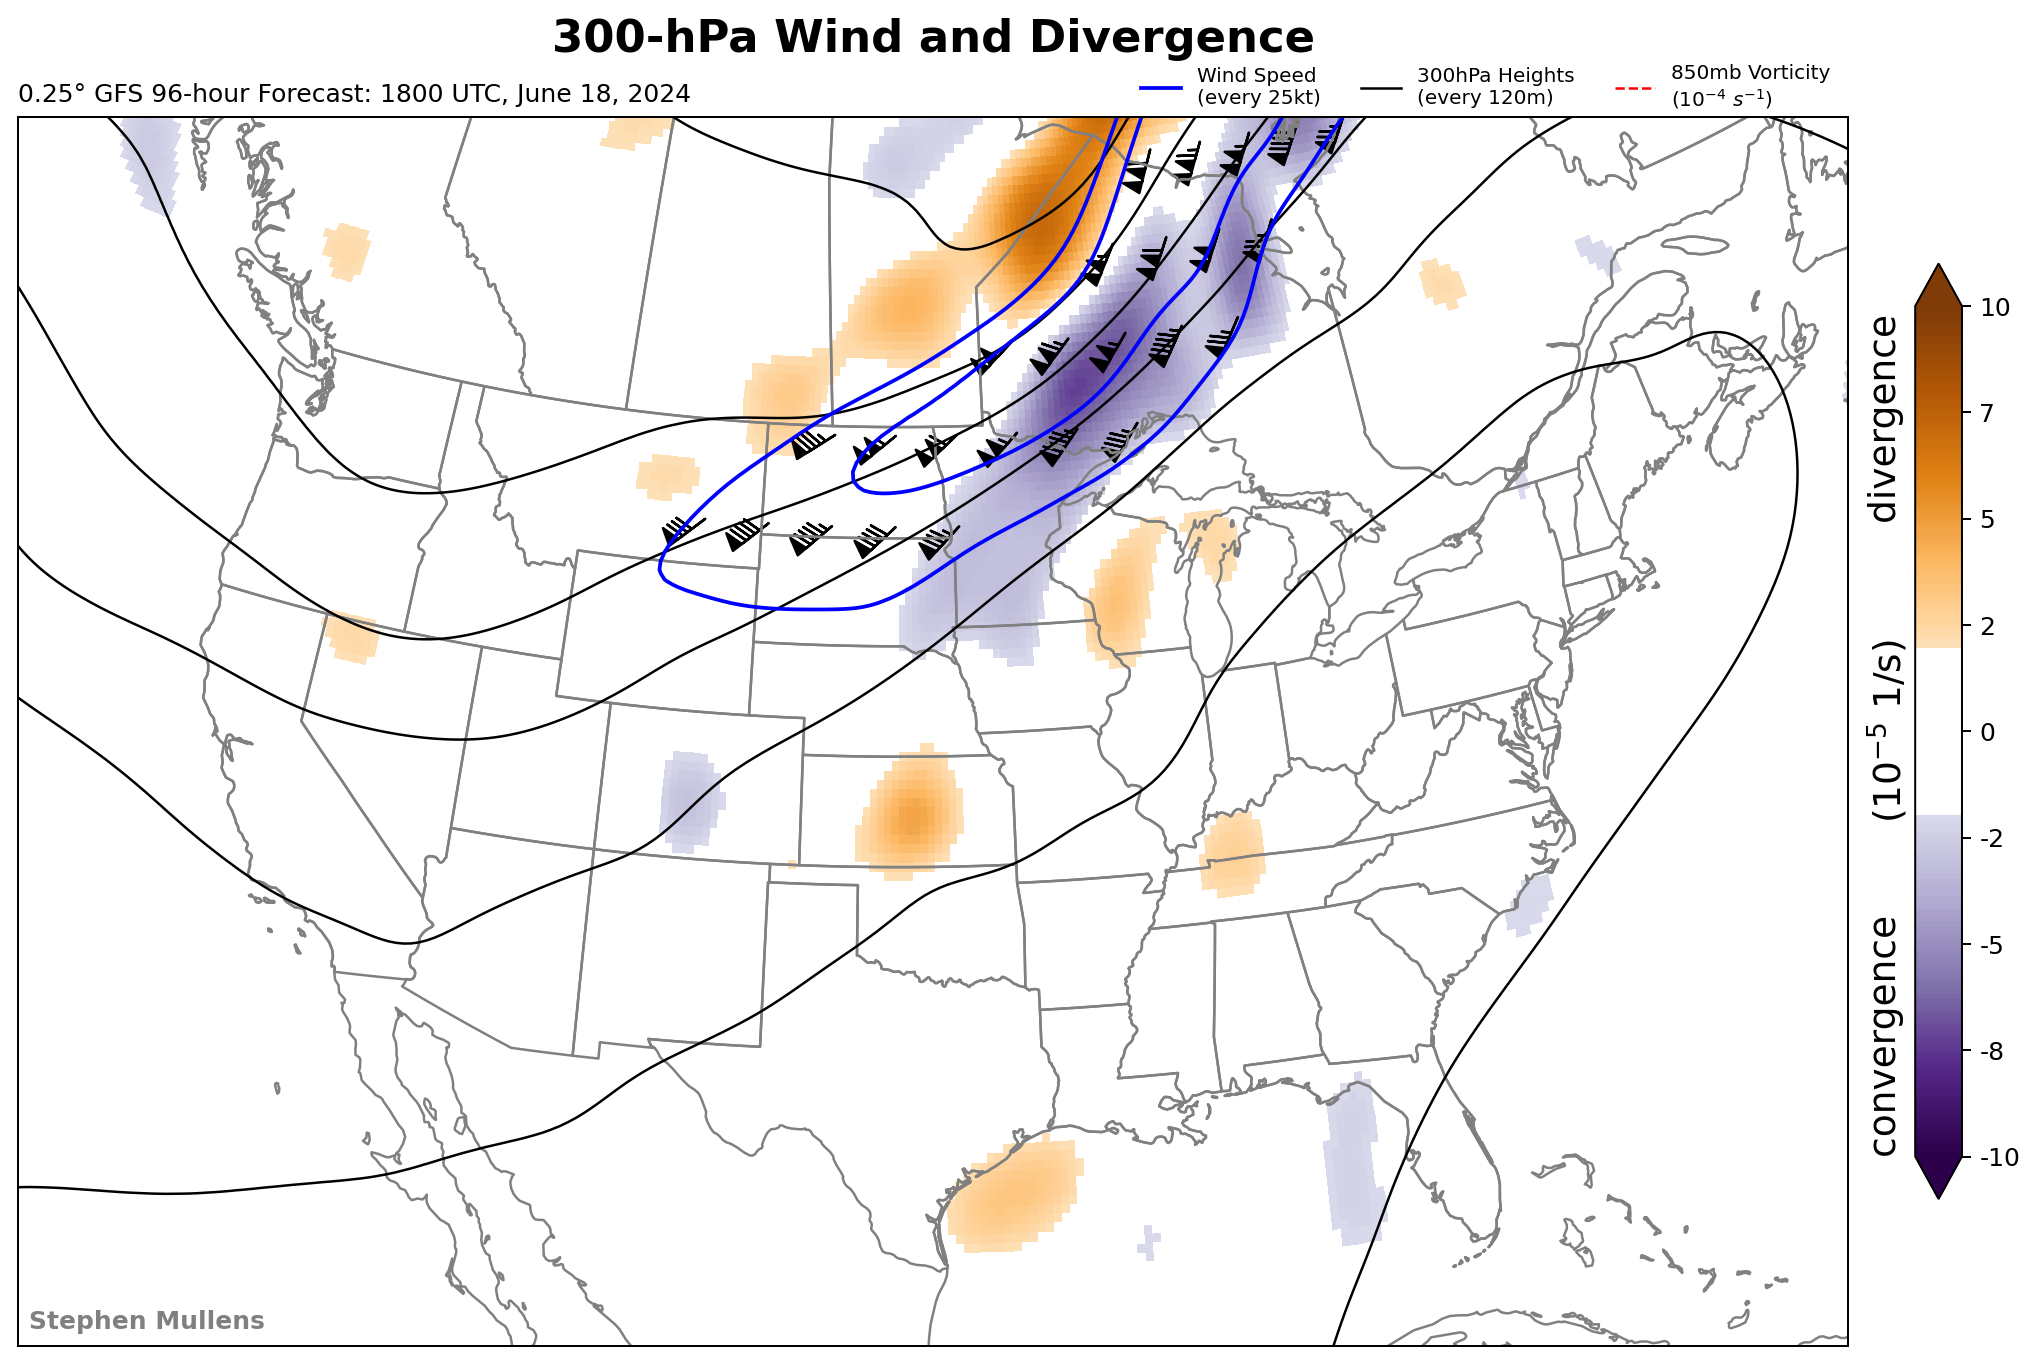 300-hPa Wind and Divergence
0.25° GFS 96-hour Forecast: 1800 UTC, June 18, 2024
Wind Speed
(every 25kt)
300hPa Heights
(every 120m)
850mb Vorticity
(10⁻⁴ s⁻¹)
10
7
5
2
0
-2
-5
-8
-10
convergence (10⁻⁵ 1/s) divergence
Stephen Mullens